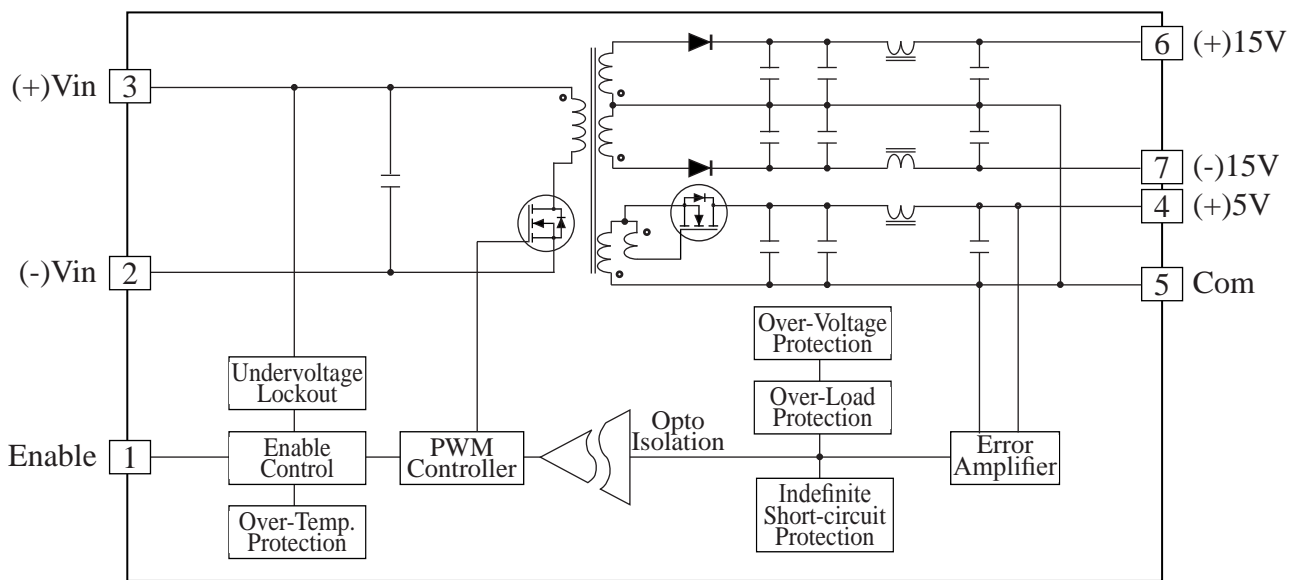 (+)Vin
3
6
(+)15V
7
(-)15V
4
(+)5V
(-)Vin
2
5
Com
Over-Voltage
Protection
Undervoltage
Lockout
Over-Load
Protection
Enable
1
Enable
Control
PWM
Controller
Opto
Isolation
Error
Amplifier
Over-Temp.
Protection
Indefinite
Short-circuit
Protection